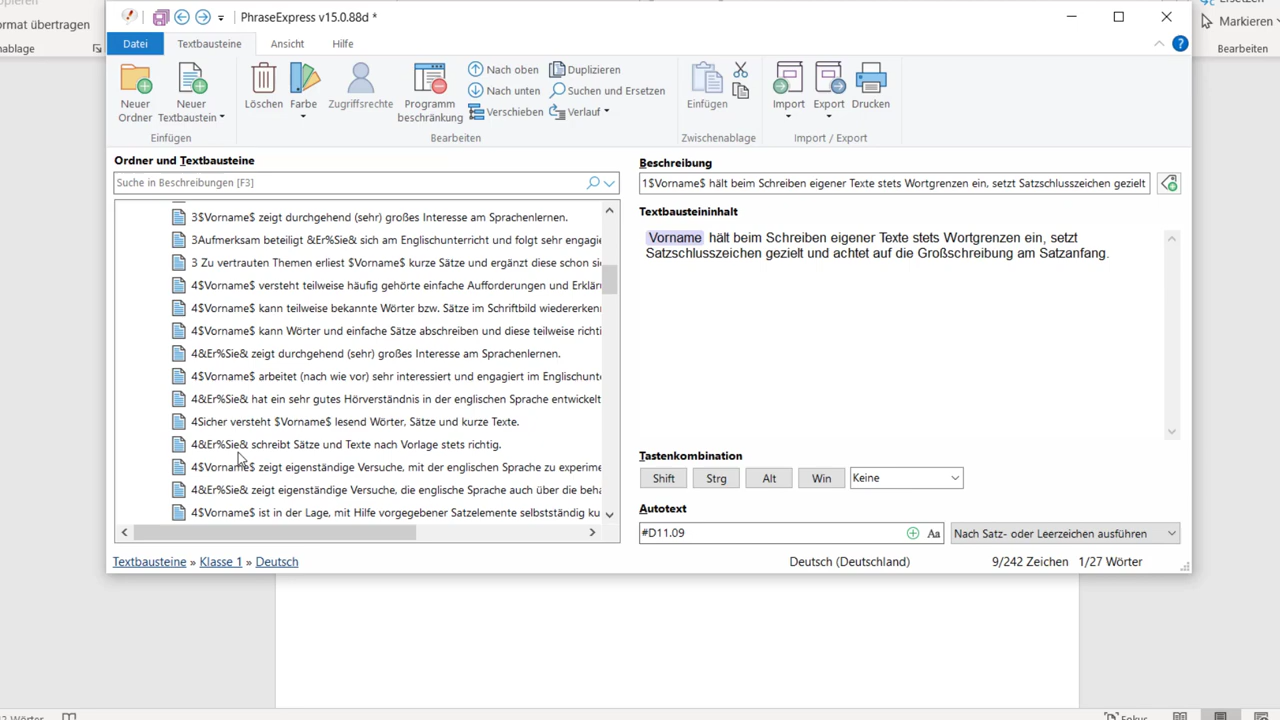 opieren
ormat übertragen
nablage
PhraseExpress v15.0.88d *
Ersetzen
Markieren
Bearbeiten
Datei
Textbausteine
Ansicht
Hilfe
?
Neuer Ordner
Neuer Textbaustein
Einfügen
Löschen
Farbe
Zugriffsrechte
Programm beschränkung
Nach oben
Nach unten
Verschieben
Duplizieren
Suchen und Ersetzen
Verlauf
Bearbeiten
Einfügen
Zwischenablage
Import
Export
Drucken
Import / Export
Ordner und Textbausteine
Suche in Beschreibungen [F3]
3$Vorname$ zeigt durchgehend (sehr) großes Interesse am Sprachenlernen.
3Aufmerksam beteiligt &Er%Sie& sich am Englischunterricht und folgt sehr engagie
3 Zu vertrauten Themen erliest $Vorname$ kurze Sätze und ergänzt diese schon si
4$Vorname$ versteht teilweise häufig gehörte einfache Aufforderungen und Erklär
4$Vorname$ kann teilweise bekannte Wörter bzw. Sätze im Schriftbild wiedererken
4$Vorname$ kann Wörter und einfache Sätze abschreiben und diese teilweise richti
4&Er%Sie& zeigt durchgehend (sehr) großes Interesse am Sprachenlernen.
4$Vorname$ arbeitet (nach wie vor) sehr interessiert und engagiert im Englischunte
4&Er%Sie& hat ein sehr gutes Hörverständnis in der englischen Sprache entwickelt
4Sicher versteht $Vorname$ lesend Wörter, Sätze und kurze Texte.
4&Er%Sie& schreibt Sätze und Texte nach Vorlage stets richtig.
4$Vorname$ zeigt eigenständige Versuche, mit der englischen Sprache zu experime
4&Er%Sie& zeigt eigenständige Versuche, die englische Sprache auch über die beha
4$Vorname$ ist in der Lage, mit Hilfe vorgegebener Satzelemente selbstständig ku
Textbausteine » Klasse 1 » Deutsch
Beschreibung
1$Vorname$ hält beim Schreiben eigener Texte stets Wortgrenzen ein, setzt Satzschlusszeichen gezielt
Textbausteininhalt
Vorname hält beim Schreiben eigener Texte stets Wortgrenzen ein, setzt
Satzschlusszeichen gezielt und achtet auf die Großschreibung am Satzanfang.
Tastenkombination
Shift
Strg
Alt
Win
Keine
Autotext
#D11.09
Aa
Nach Satz- oder Leerzeichen ausführen
Deutsch (Deutschland)
9/242 Zeichen
1/27 Wörter
Wörter
Fokus